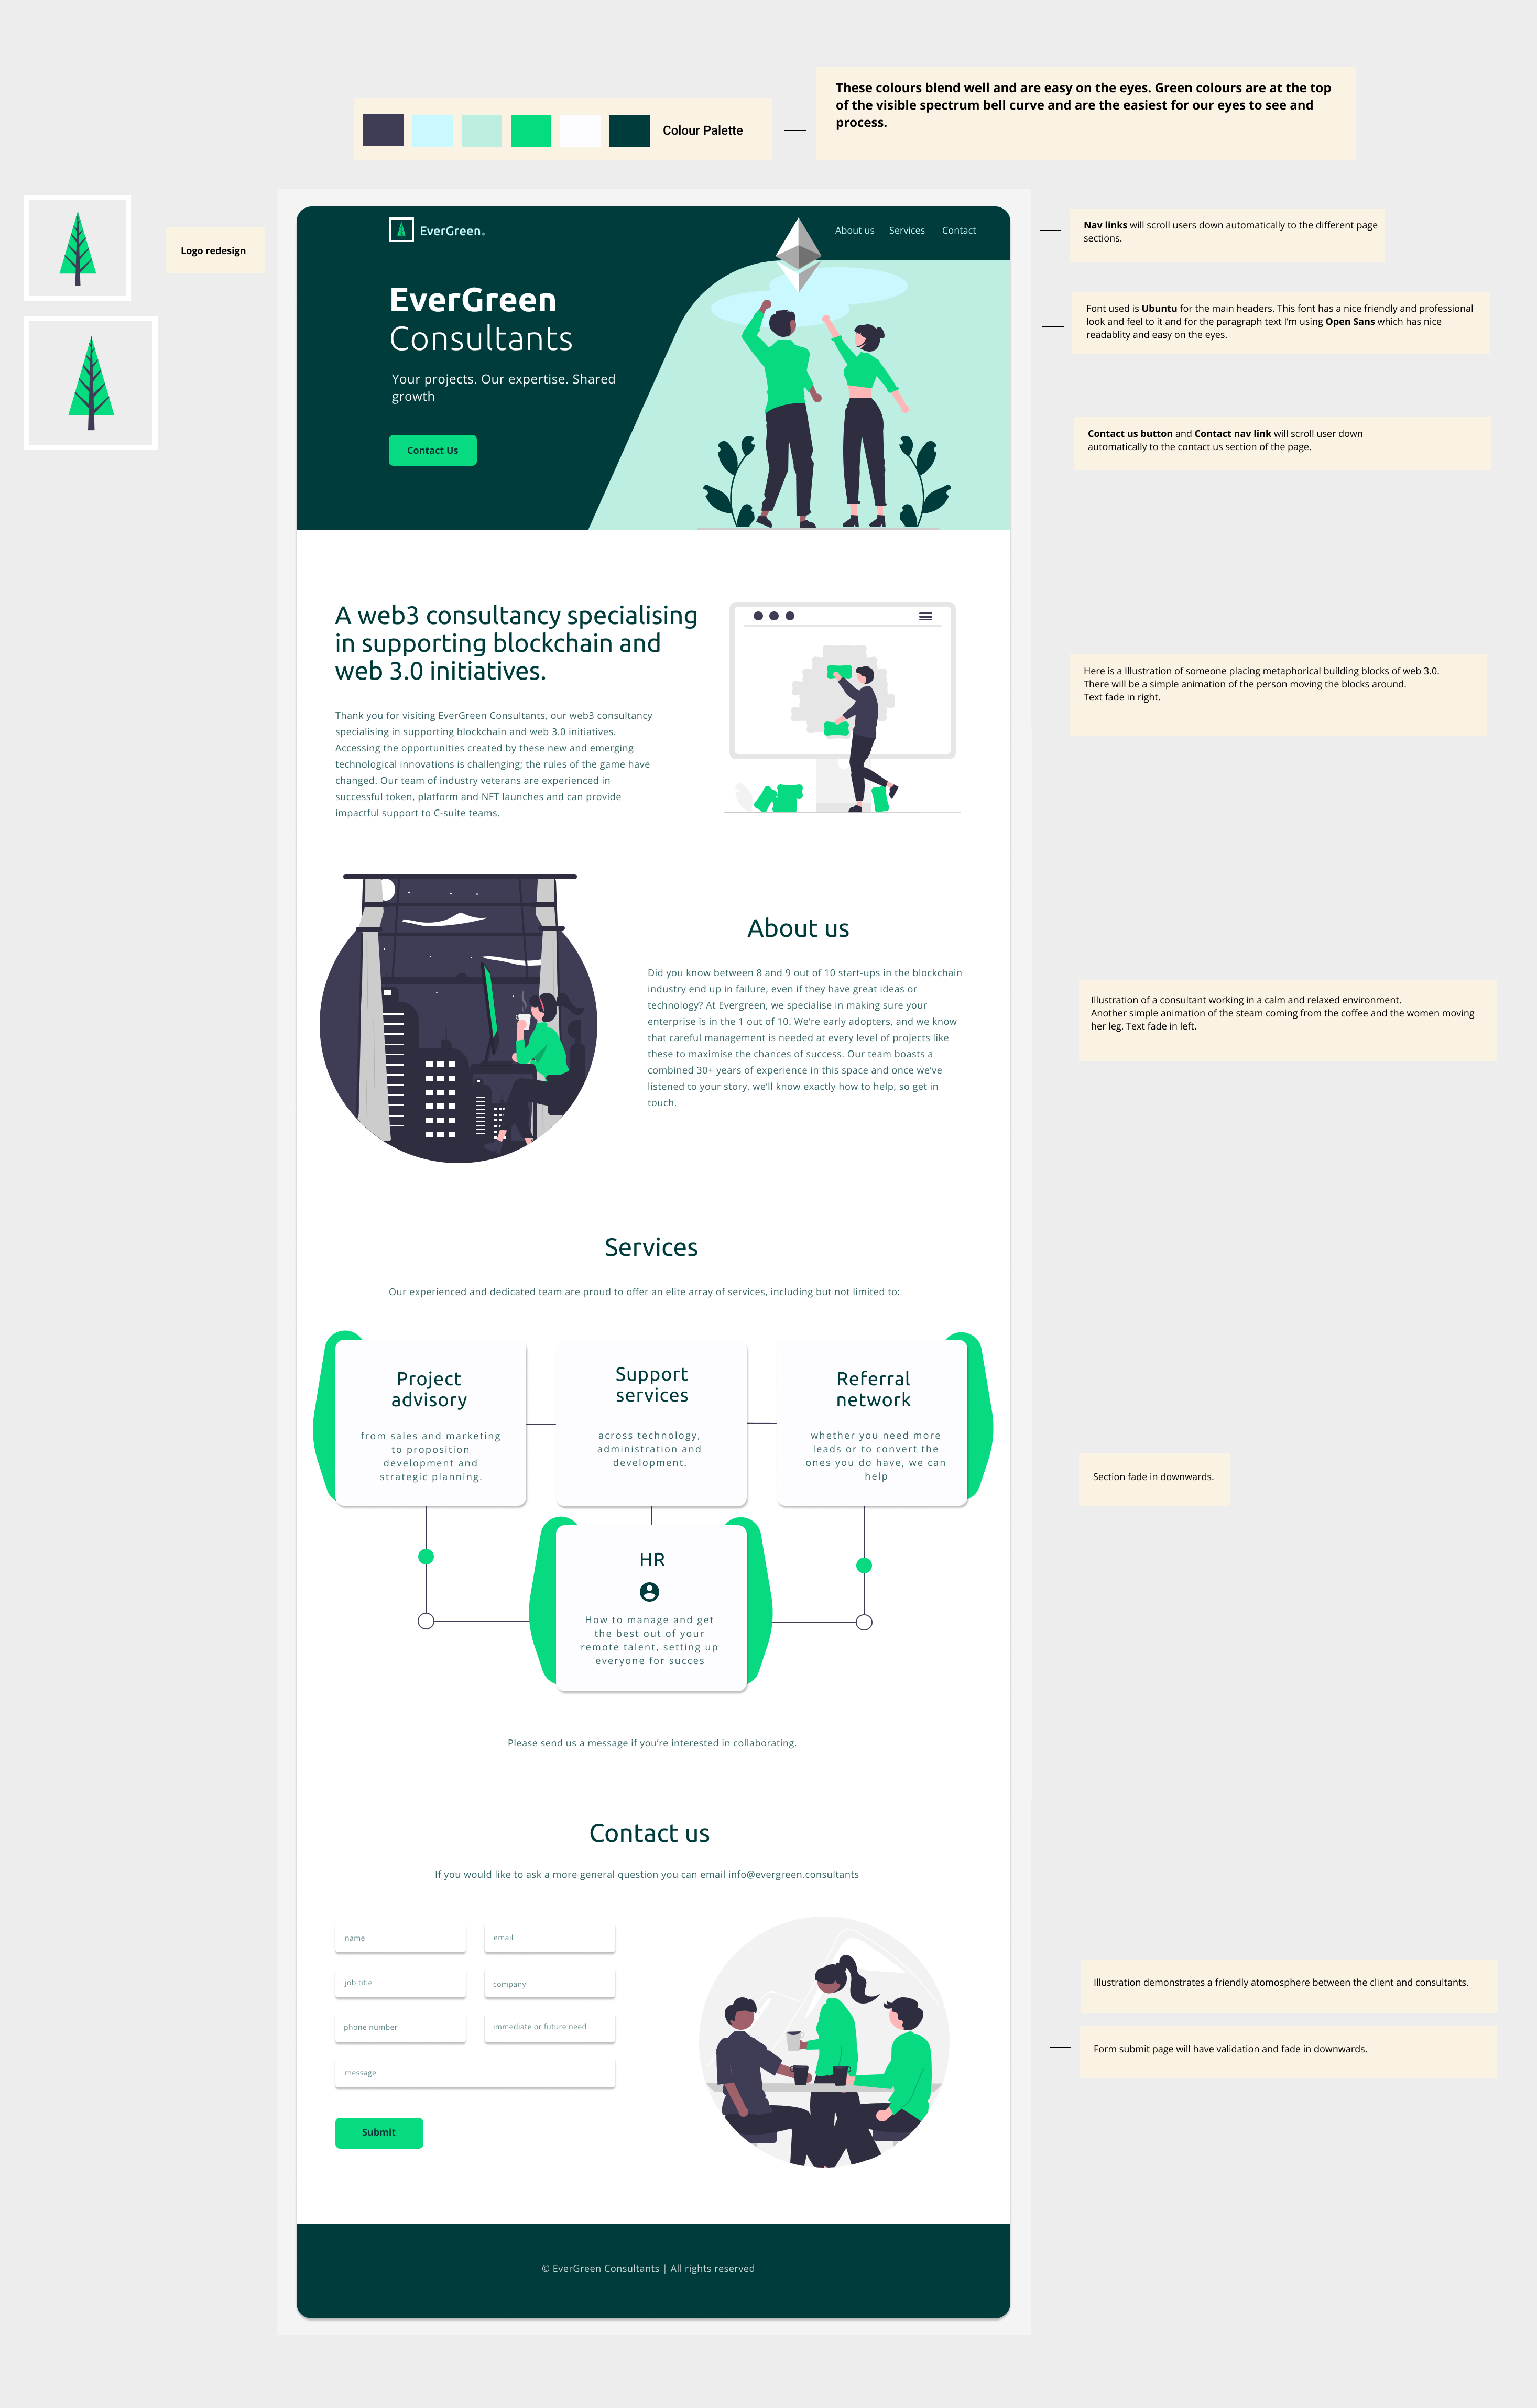 These colours blend well and are easy on the eyes. Green colours are at the top
of the visible spectrum bell curve and are the easiest for our eyes to see and
process.
Colour Palette
Logo redesign
EverGreen.
About us
Services
Contact
Nav links will scroll users down automatically to the different page
sections.
EverGreen
Consultants
Your projects. Our expertise. Shared
growth
Contact Us
Font used is Ubuntu for the main headers. This font has a nice friendly and professional
look and feel to it and for the paragraph text I'm using Open Sans which has nice
readablity and easy on the eyes.
Contact us button and Contact nav link will scroll user down
automatically to the contact us section of the page.
A web3 consultancy specialising
in supporting blockchain and
web 3.0 initiatives.
Thank you for visiting EverGreen Consultants, our web3 consultancy
specialising in supporting blockchain and web 3.0 initiatives.
Accessing the opportunities created by these new and emerging
technological innovations is challenging; the rules of the game have
changed. Our team of industry veterans are experienced in
successful token, platform and NFT launches and can provide
impactful support to C-suite teams.
Here is a Illustration of someone placing metaphorical building blocks of web 3.0.
There will be a simple animation of the person moving the blocks around.
Text fade in right.
About us
Did you know between 8 and 9 out of 10 start-ups in the blockchain
industry end up in failure, even if they have great ideas or
technology? At Evergreen, we specialise in making sure your
enterprise is in the 1 out of 10. We're early adopters, and we know
that careful management is needed at every level of projects like
these to maximise the chances of success. Our team boasts a
combined 30+ years of experience in this space and once we've
listened to your story, we'll know exactly how to help, so get in
touch.
Illustration of a consultant working in a calm and relaxed environment.
Another simple animation of the steam coming from the coffee and the women moving
her leg. Text fade in left.
Services
Our experienced and dedicated team are proud to offer an elite array of services, including but not limited to:
Project
advisory
from sales and marketing
to proposition
development and
strategic planning.
Support
services
across technology,
administration and
development.
Referral
network
whether you need more
leads or to convert the
ones you do have, we can
help
Section fade in downwards.
HR
How to manage and get
the best out of your
remote talent, setting up
everyone for succes
Please send us a message if you're interested in collaborating.
Contact us
If you would like to ask a more general question you can email info@evergreen.consultants
name
email
job title
company
phone number
immediate or future need
message
Submit
Illustration demonstrates a friendly atomosphere between the client and consultants.
Form submit page will have validation and fade in downwards.
© EverGreen Consultants | All rights reserved